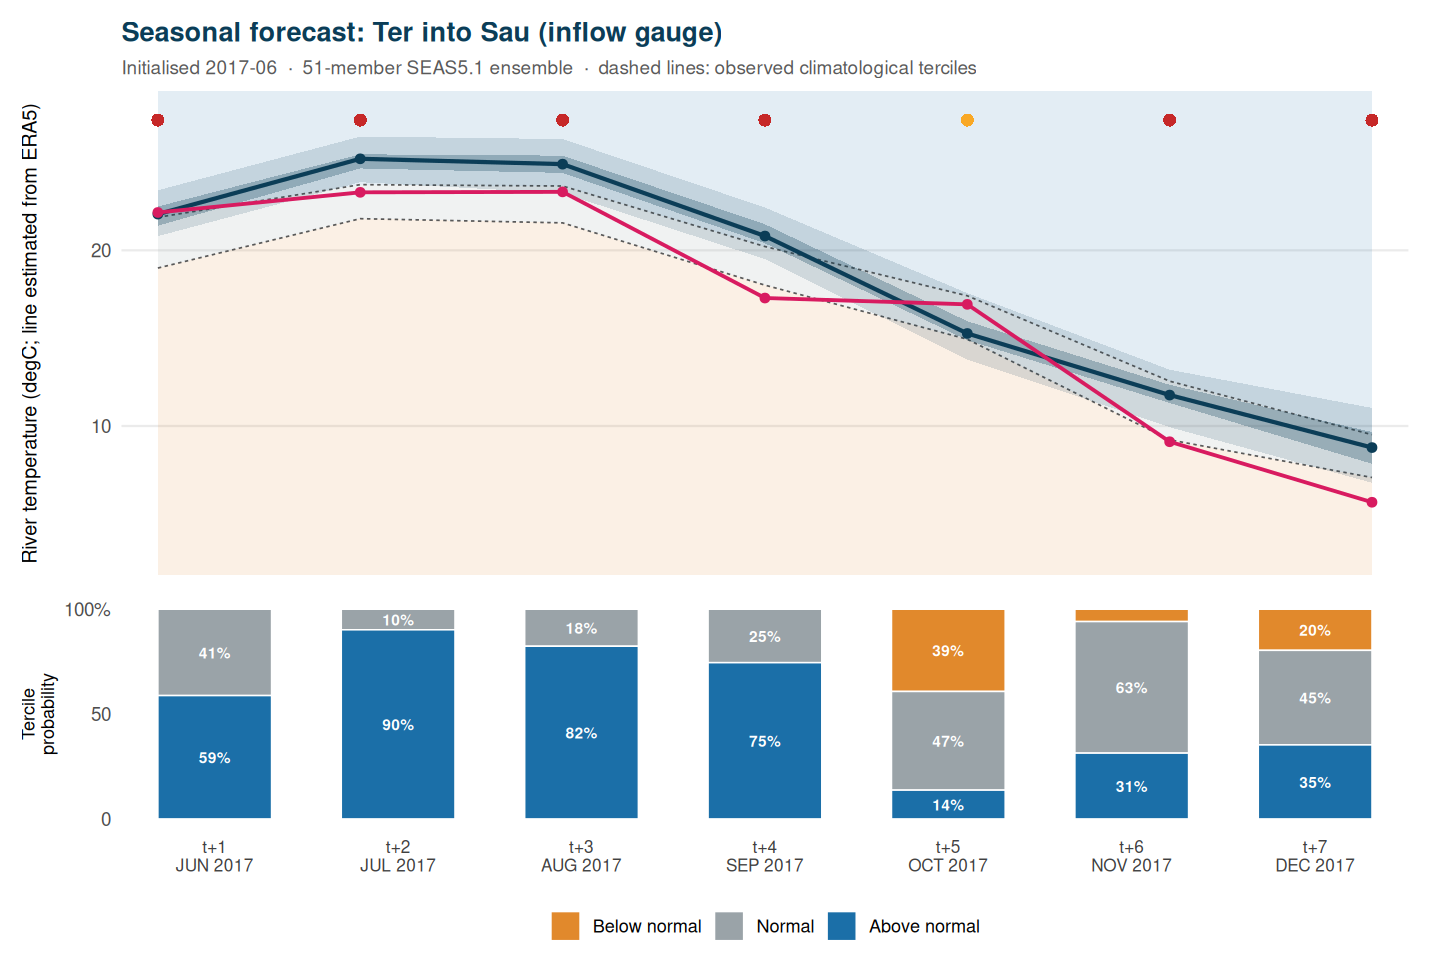 Seasonal forecast: Ter into Sau (inflow gauge)
Initialised 2017-06 · 51-member SEAS5.1 ensemble · dashed lines: observed climatological terciles
River temperature (degC; line estimated from ERA5)
20
10
Tercile
probability
100%
50
0
41%
59%
10%
90%
18%
82%
25%
75%
39%
47%
14%
63%
31%
20%
45%
35%
t+1
JUN 2017
t+2
JUL 2017
t+3
AUG 2017
t+4
SEP 2017
t+5
OCT 2017
t+6
NOV 2017
t+7
DEC 2017
Below normal
Normal
Above normal